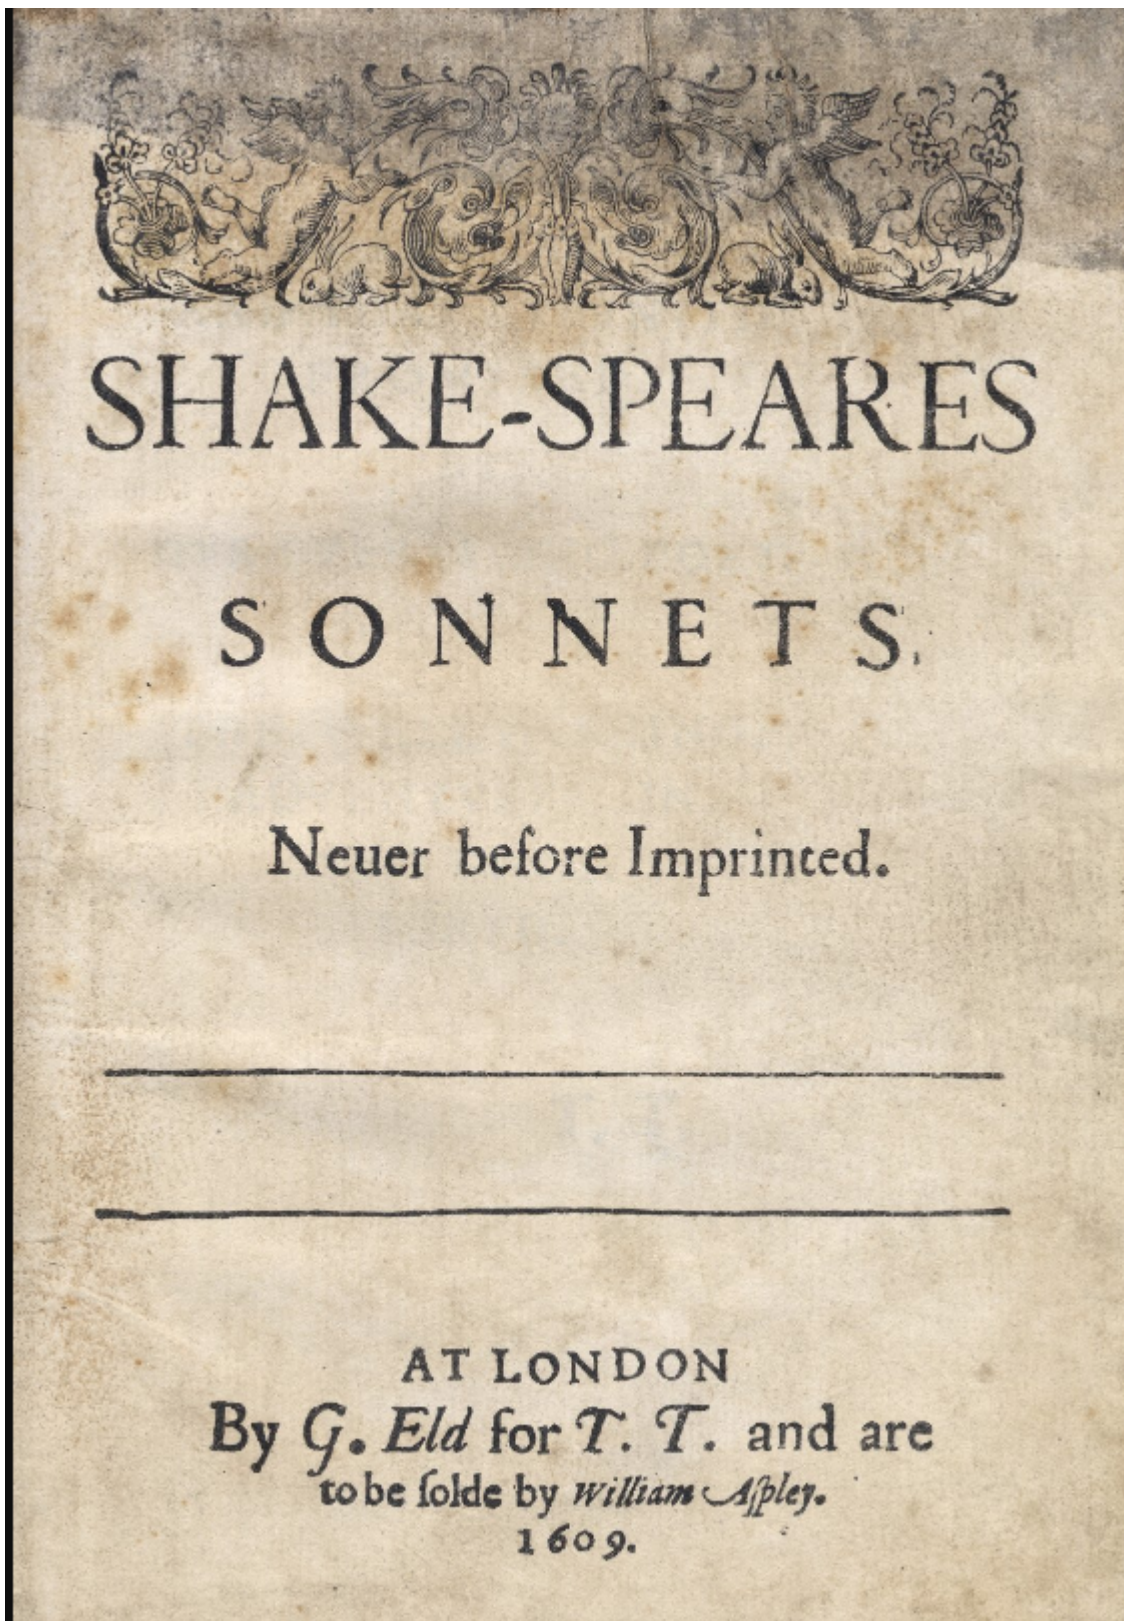 SHAKE-SPEARES
SONNETS.
Neuer before Imprinted.
AT LONDON
By G. Eld for T. T. and are
to be ſolde by William Aſpley.
1609.